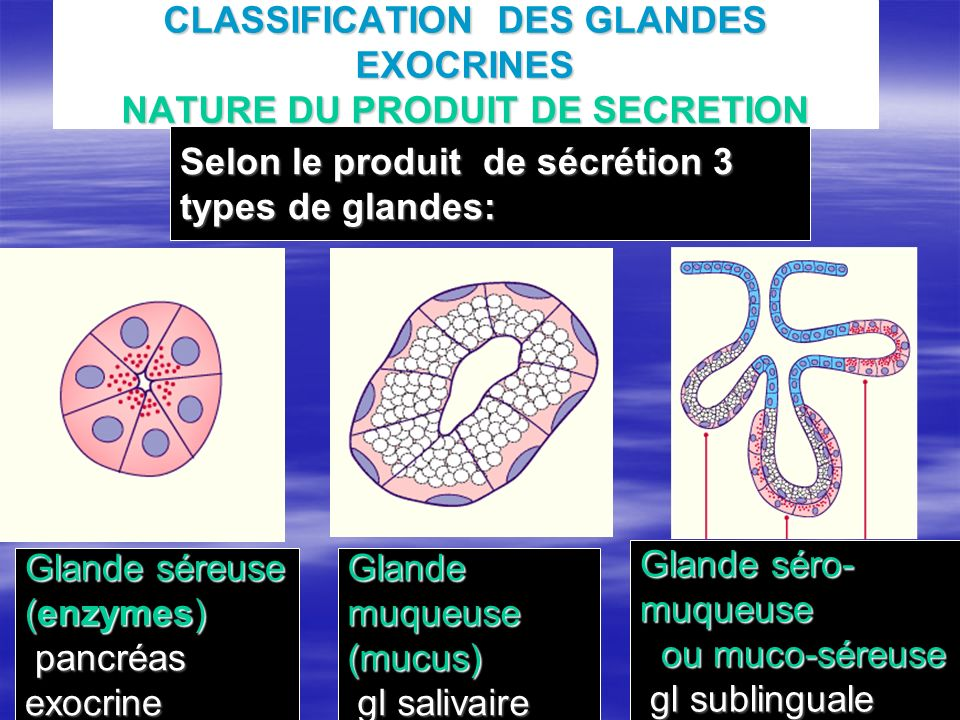 CLASSIFICATION DES GLANDES
EXOCRINES
NATURE DU PRODUIT DE SECRETION
Selon le produit de sécrétion 3
types de glandes:
Glande séreuse
(enzymes)
pancréas
exocrine
Glande
muqueuse
(mucus)
gl salivaire
Glande séro-
muqueuse
ou muco-séreuse
gl sublinguale